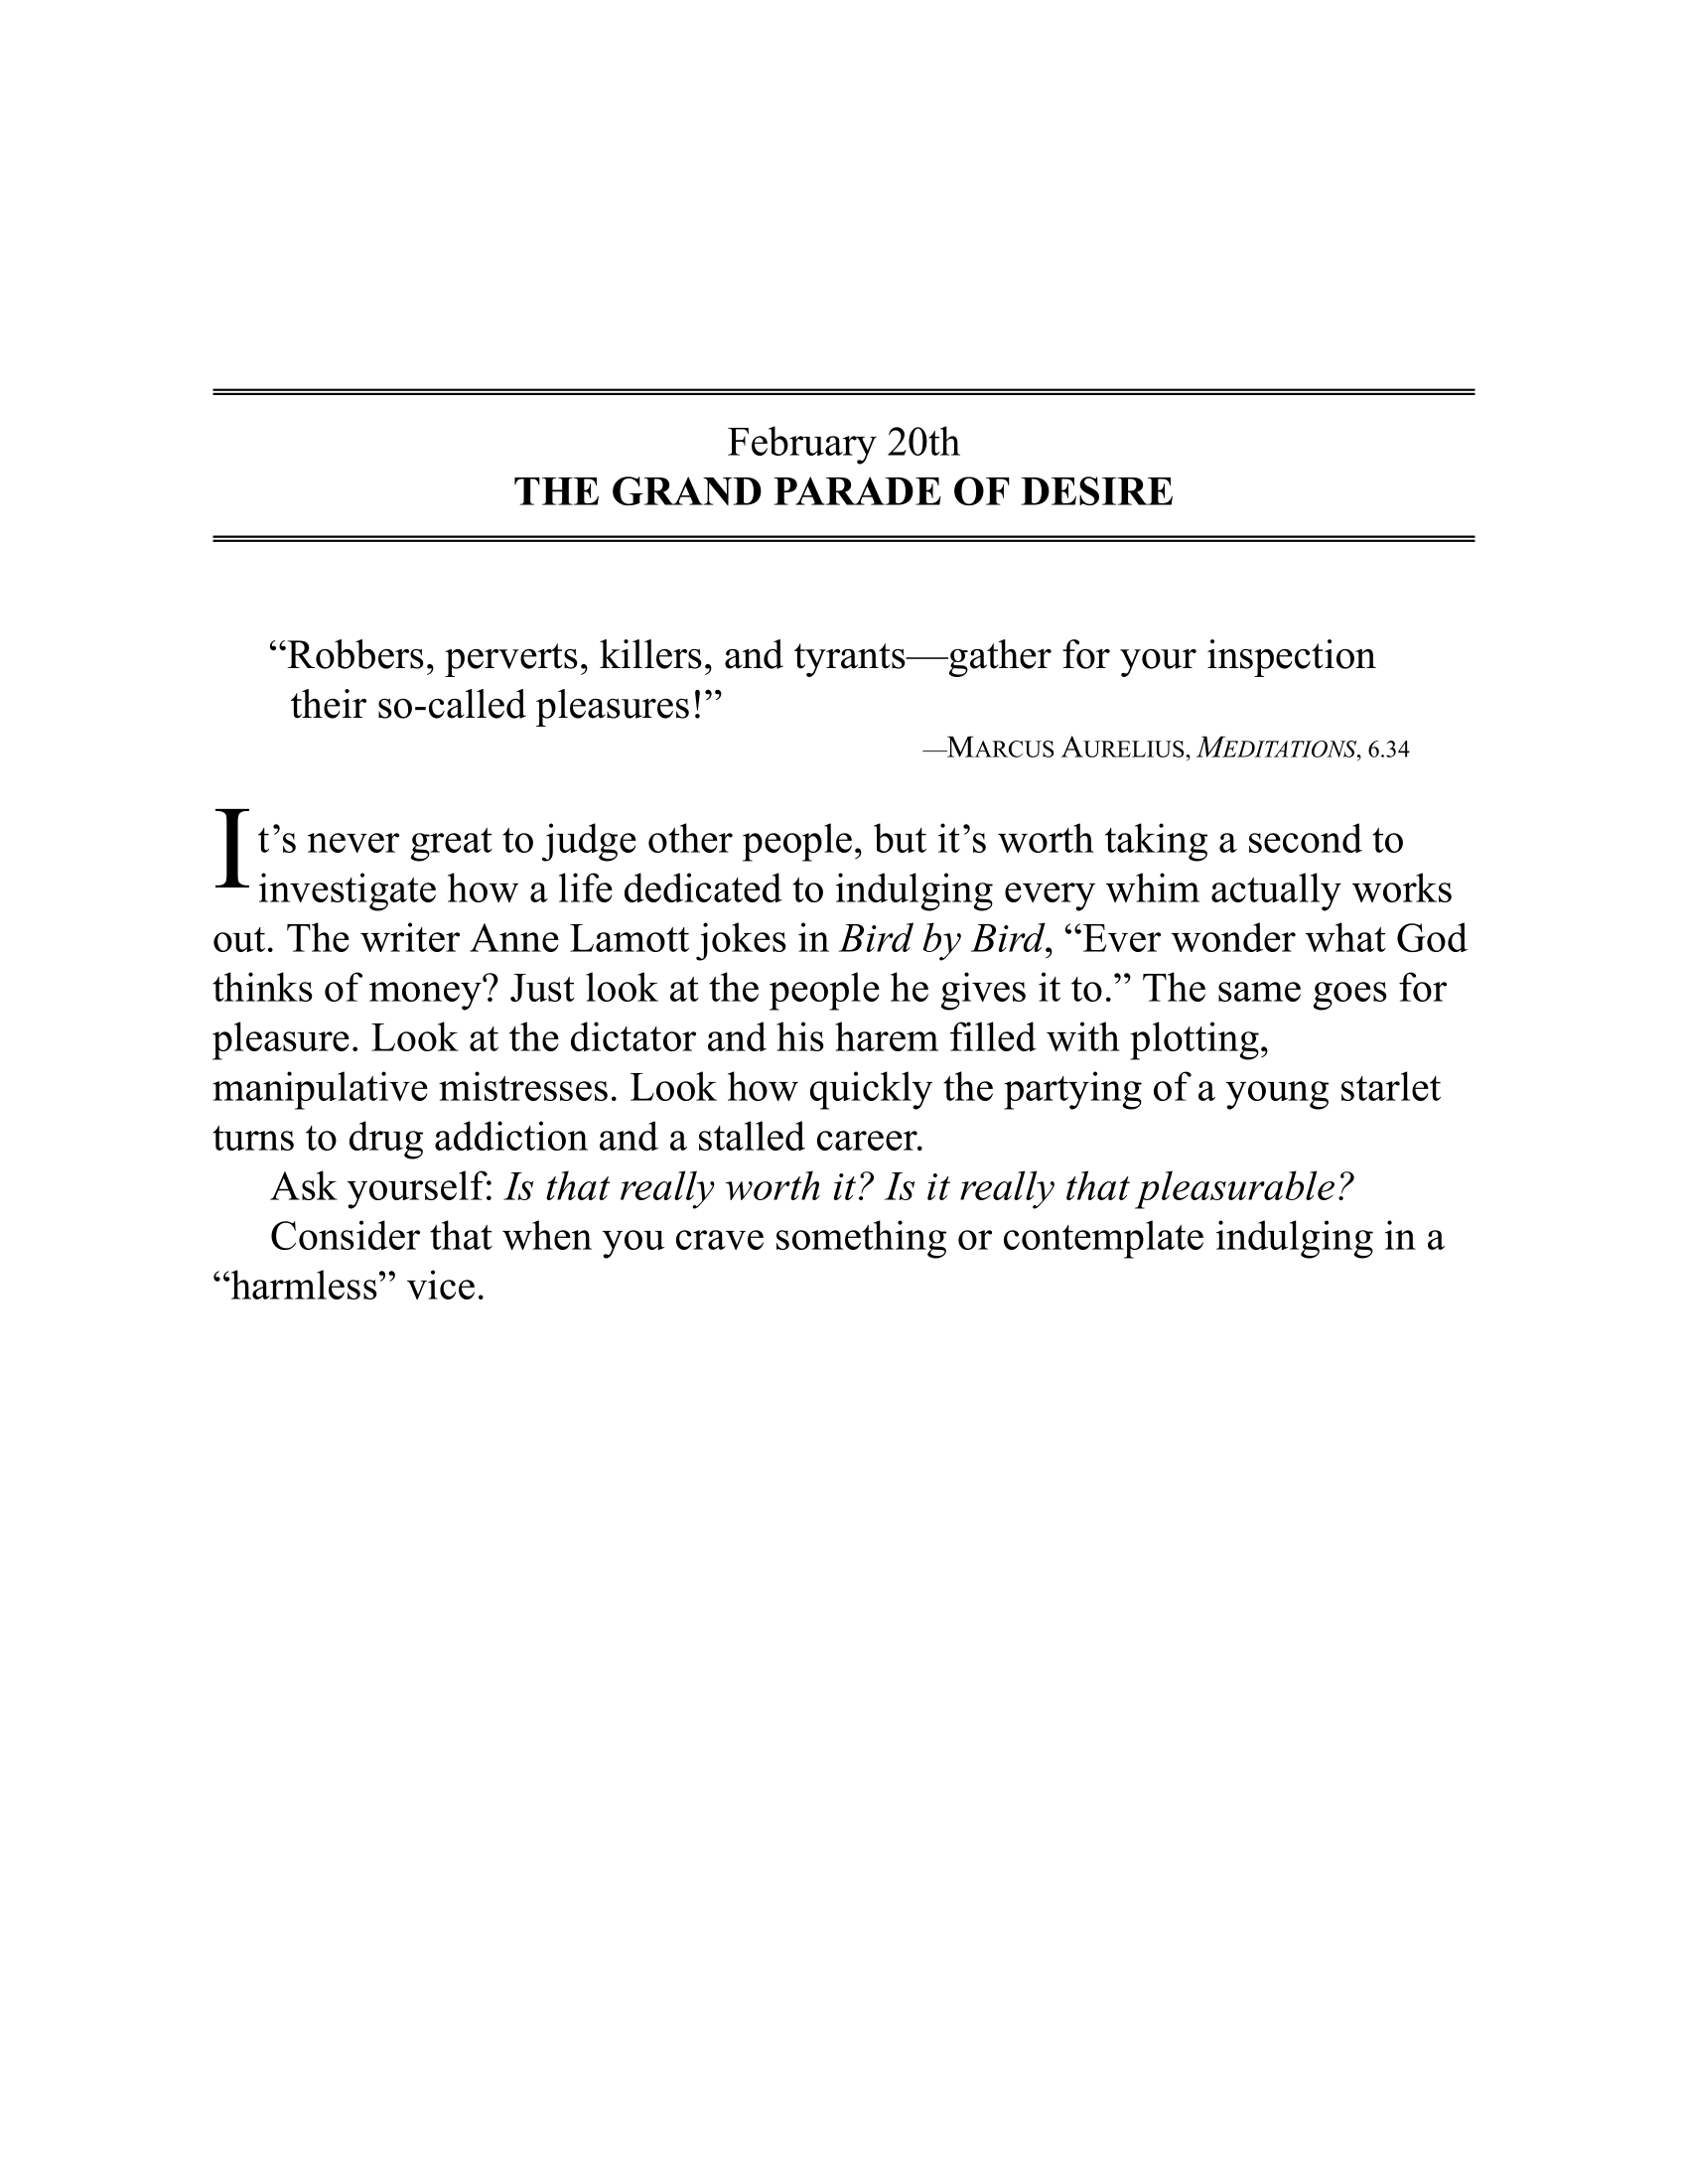 February 20th
THE GRAND PARADE OF DESIRE
“Robbers, perverts, killers, and tyrants—gather for your inspection
their so-called pleasures!”
—MARCUS AURELIUS, MEDITATIONS, 6.34
It’s never great to judge other people, but it’s worth taking a second to
investigate how a life dedicated to indulging every whim actually works
out. The writer Anne Lamott jokes in Bird by Bird, “Ever wonder what God
thinks of money? Just look at the people he gives it to.” The same goes for
pleasure. Look at the dictator and his harem filled with plotting,
manipulative mistresses. Look how quickly the partying of a young starlet
turns to drug addiction and a stalled career.
Ask yourself: Is that really worth it? Is it really that pleasurable?
Consider that when you crave something or contemplate indulging in a
“harmless” vice.